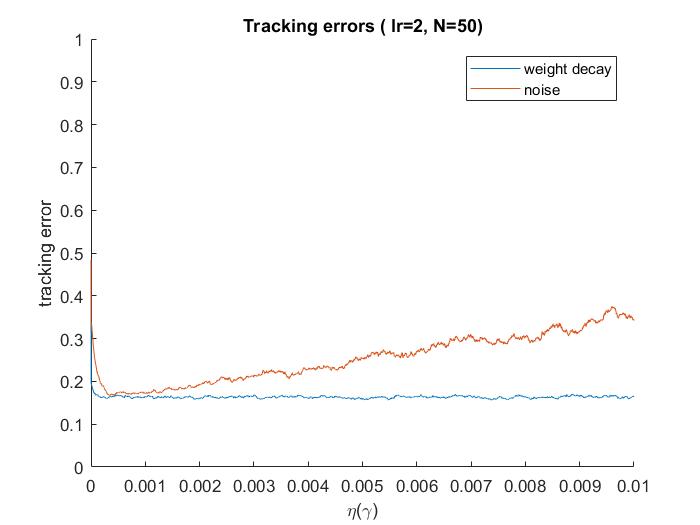 Tracking errors ( lr=2, N=50)
1
0.9
0.8
0.7
0.6
0.5
0.4
0.3
0.2
0.1
0
tracking error
weight decay
noise
0 0.001 0.002 0.003 0.004 0.005 0.006 0.007 0.008 0.009 0.01
η(γ)